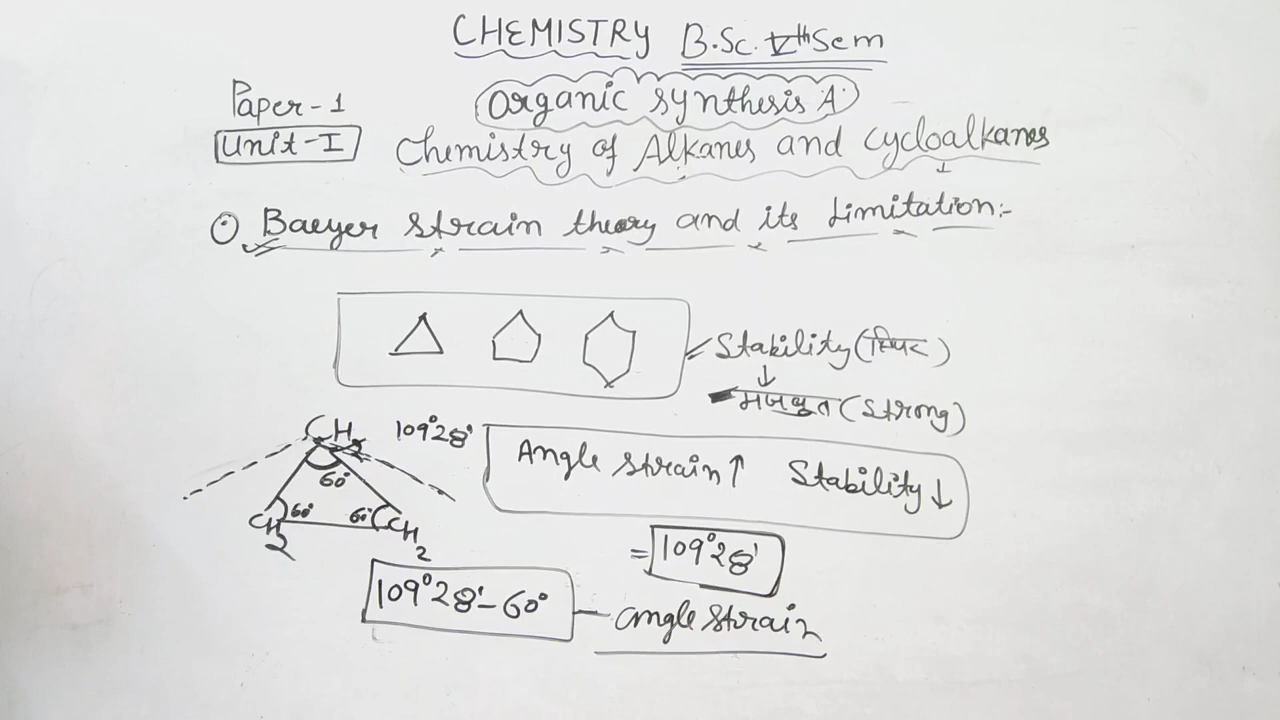 CHEMISTRY B.Sc. Vth Sem
Organic synthesis A
Paper-1
Unit-I
Chemistry of Alkanes and Cycloalkanes
Baeyer strain theory and its Limitation:-
Stability (स्थिर)
मजबूत (strong)
CH2 109°28'
60°
Angle strain↑ Stability↓
CH2 60° 60° CH2
=109°28'
109°28'-60° - angle strain